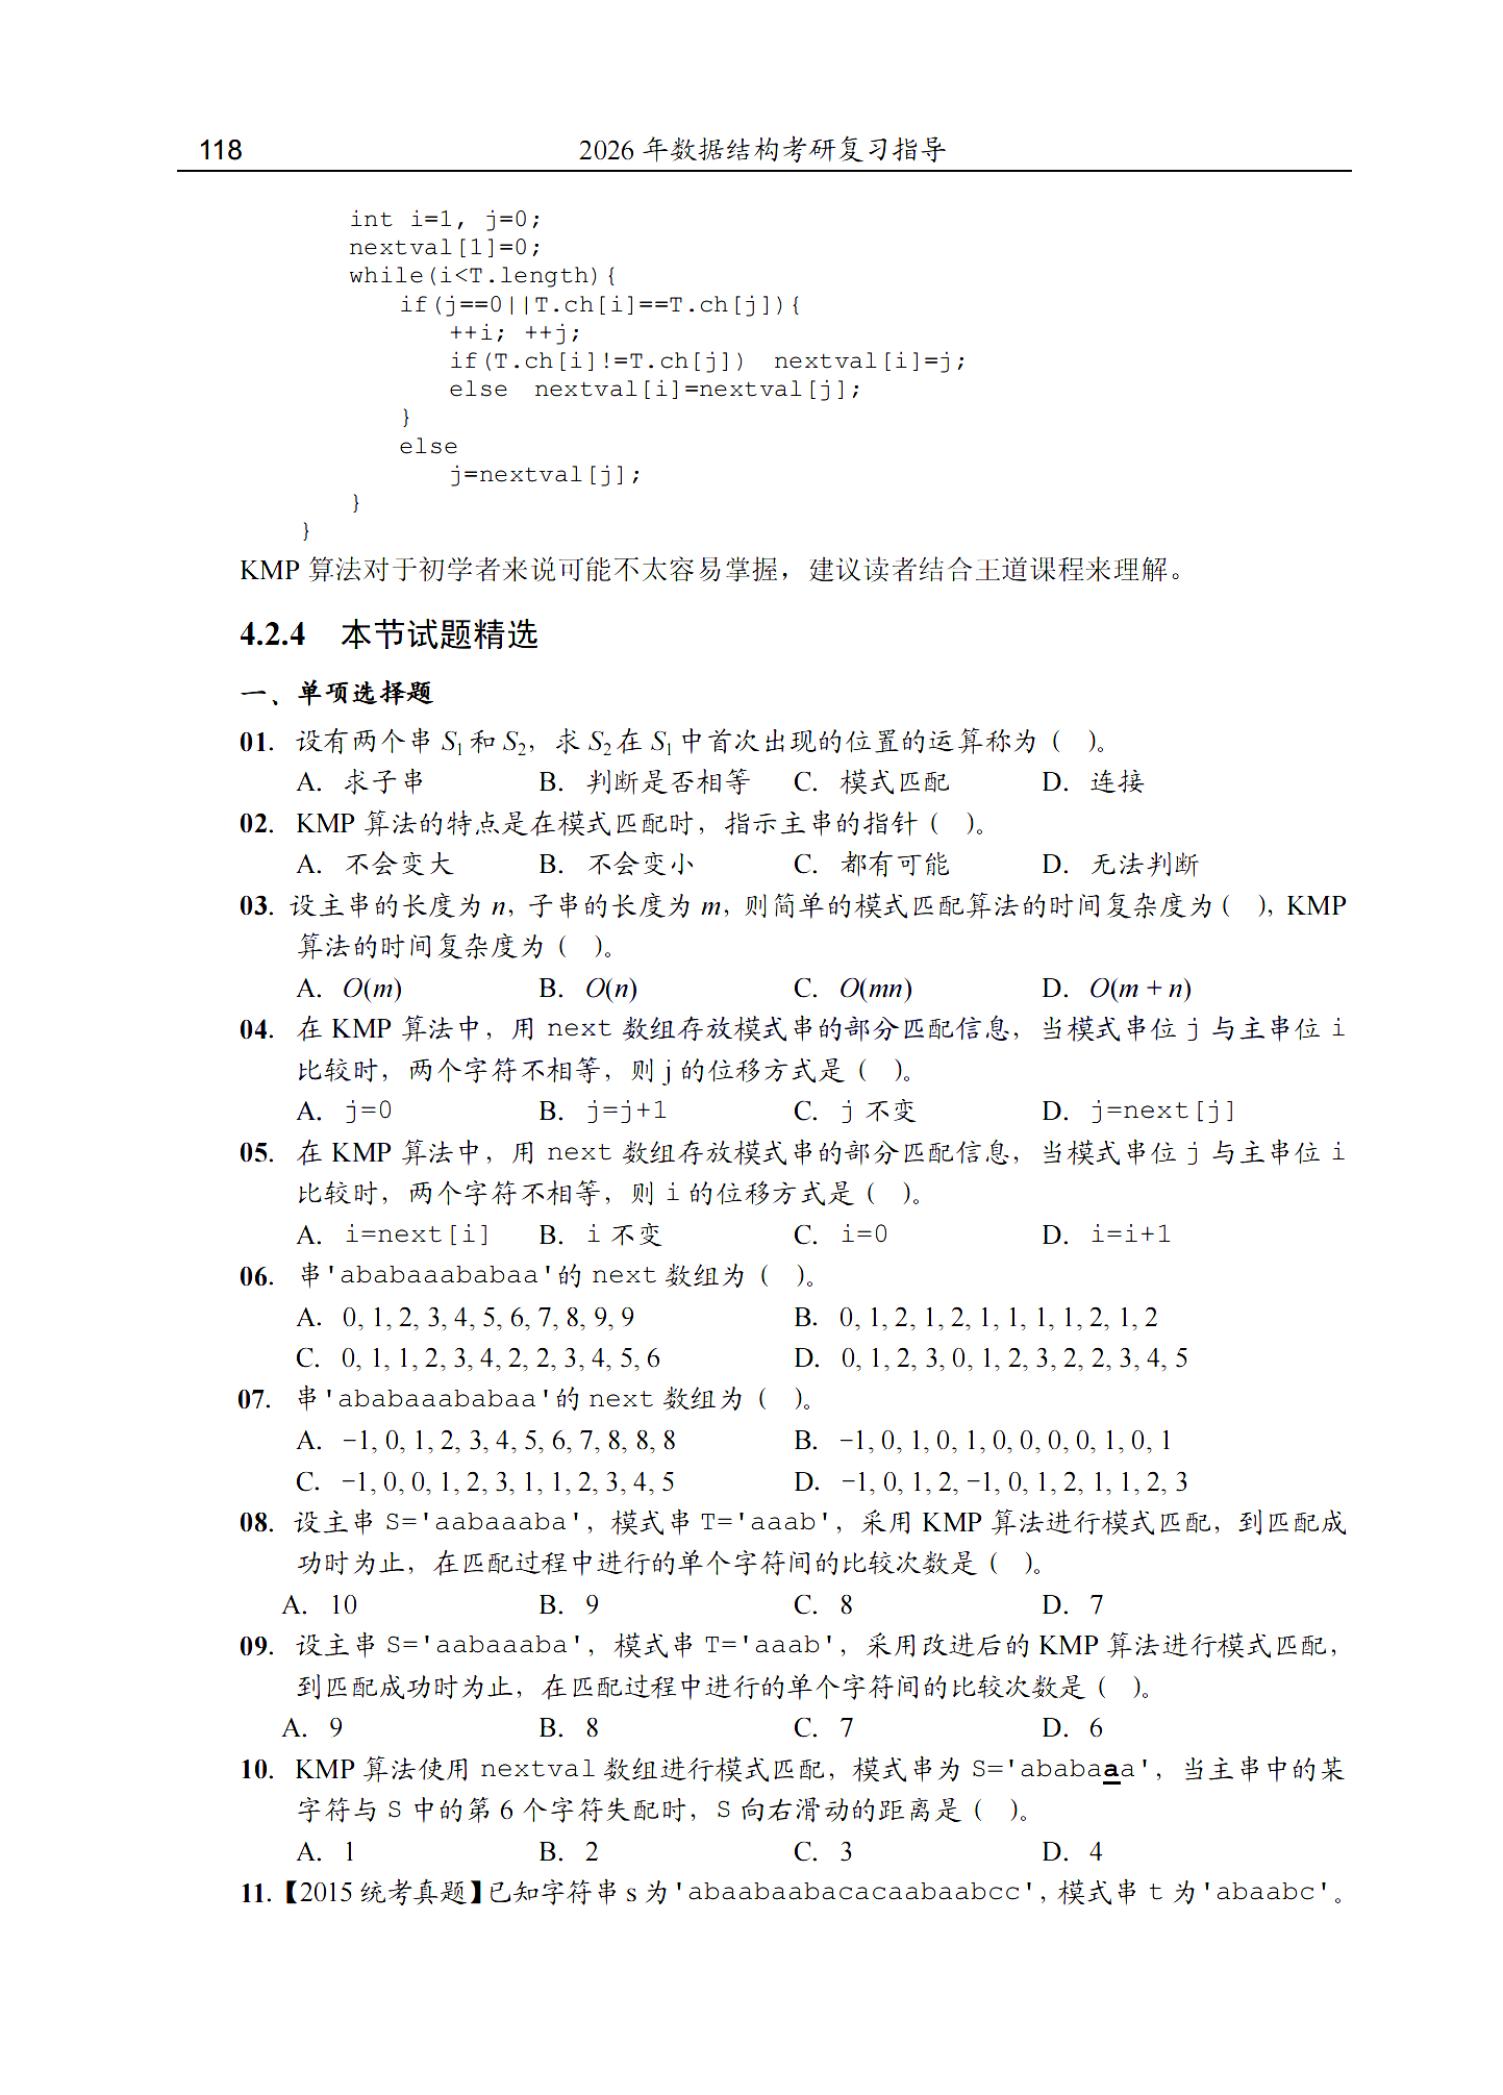 118 2026 年数据结构考研复习指导
int i=1, j=0;
nextval[1]=0;
while(i<T.length){
if(j==0||T.ch[i]==T.ch[j]){
++i; ++j;
if(T.ch[i]!=T.ch[j]) nextval[i]=j;
else nextval[i]=nextval[j];
}
else
j=nextval[j];
}
}
KMP 算法对于初学者来说可能不太容易掌握，建议读者结合王道课程来理解。
4.2.4 本节试题精选
一、单项选择题
01. 设有两个串 S1 和 S2，求 S2 在 S1 中首次出现的位置的运算称为（ ）。
A. 求子串 B. 判断是否相等 C. 模式匹配 D. 连接
02. KMP 算法的特点是在模式匹配时，指示主串的指针（ ）。
A. 不会变大 B. 不会变小 C. 都有可能 D. 无法判断
03. 设主串的长度为 n，子串的长度为 m，则简单的模式匹配算法的时间复杂度为（ ），KMP
算法的时间复杂度为（ ）。
A. O(m) B. O(n) C. O(mn) D. O(m + n)
04. 在 KMP 算法中，用 next 数组存放模式串的部分匹配信息，当模式串位 j 与主串位 i
比较时，两个字符不相等，则 j 的位移方式是（ ）。
A. j=0 B. j=j+1 C. j 不变 D. j=next[j]
05. 在 KMP 算法中，用 next 数组存放模式串的部分匹配信息，当模式串位 j 与主串位 i
比较时，两个字符不相等，则 i 的位移方式是（ ）。
A. i=next[i] B. i 不变 C. i=0 D. i=i+1
06. 串'ababaaababaa'的 next 数组为（ ）。
A. 0, 1, 2, 3, 4, 5, 6, 7, 8, 9, 9 B. 0, 1, 2, 1, 2, 1, 1, 1, 1, 2, 1, 2
C. 0, 1, 1, 2, 3, 4, 2, 2, 3, 4, 5, 6 D. 0, 1, 2, 3, 0, 1, 2, 3, 2, 2, 3, 4, 5
07. 串'ababaaababaa'的 next 数组为（ ）。
A. −1, 0, 1, 2, 3, 4, 5, 6, 7, 8, 8, 8 B. −1, 0, 1, 0, 1, 0, 0, 0, 0, 1, 0, 1
C. −1, 0, 0, 1, 2, 3, 1, 1, 2, 3, 4, 5 D. −1, 0, 1, 2, −1, 0, 1, 2, 1, 1, 2, 3
08. 设主串 S='aabaaaba'，模式串 T='aaab'，采用 KMP 算法进行模式匹配，到匹配成
功时为止，在匹配过程中进行的单个字符间的比较次数是（ ）。
A. 10 B. 9 C. 8 D. 7
09. 设主串 S='aabaaaba'，模式串 T='aaab'，采用改进后的 KMP 算法进行模式匹配，
到匹配成功时为止，在匹配过程中进行的单个字符间的比较次数是（ ）。
A. 9 B. 8 C. 7 D. 6
10. KMP 算法使用 nextval 数组进行模式匹配，模式串为 S='ababaaa'，当主串中的某
字符与 S 中的第 6 个字符失配时，S 向右滑动的距离是（ ）。
A. 1 B. 2 C. 3 D. 4
11.【2015 统考真题】已知字符串 s 为'abaabaabacacaabaabcc'，模式串 t 为'abaabc'。